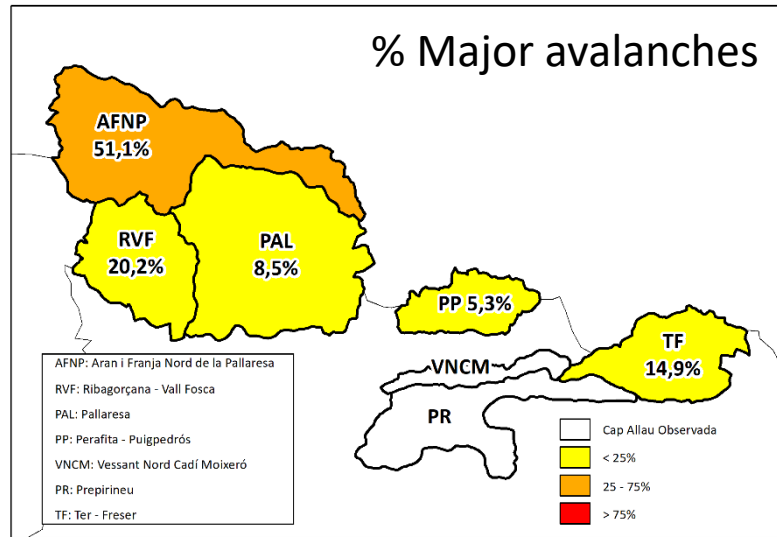 % Major avalanches
AFNP
51,1%
RVF
20,2%
PAL
8,5%
PP 5,3%
TF
14,9%
VNCM
PR
AFNP: Aran i Franja Nord de la Pallaresa
RVF: Ribagorçana - Vall Fosca
PAL: Pallaresa
PP: Perafita - Puigpedrós
VNCM: Vessant Nord Cadí Moixeró
PR: Prepirineu
TF: Ter - Freser
Cap Allau Observada
< 25%
25 - 75%
> 75%